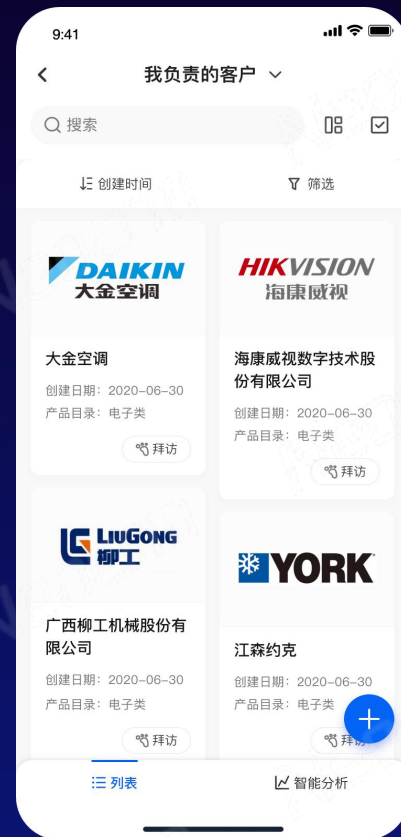 9:41
我负责的客户
搜索
创建时间
筛选
DAIKIN
大金空调
HIKVISION
海康威视
大金空调
创建日期：2020-06-30
产品目录：电子类
拜访
海康威视数字技术股
份有限公司
创建日期：2020-06-30
产品目录：电子类
拜访
LIUGONG
柳工
YORK
广西柳工机械股份有
限公司
创建日期：2020-06-30
产品目录：电子类
拜访
江森约克
创建日期：2020-06-30
产品目录：电子类
拜访
列表
智能分析